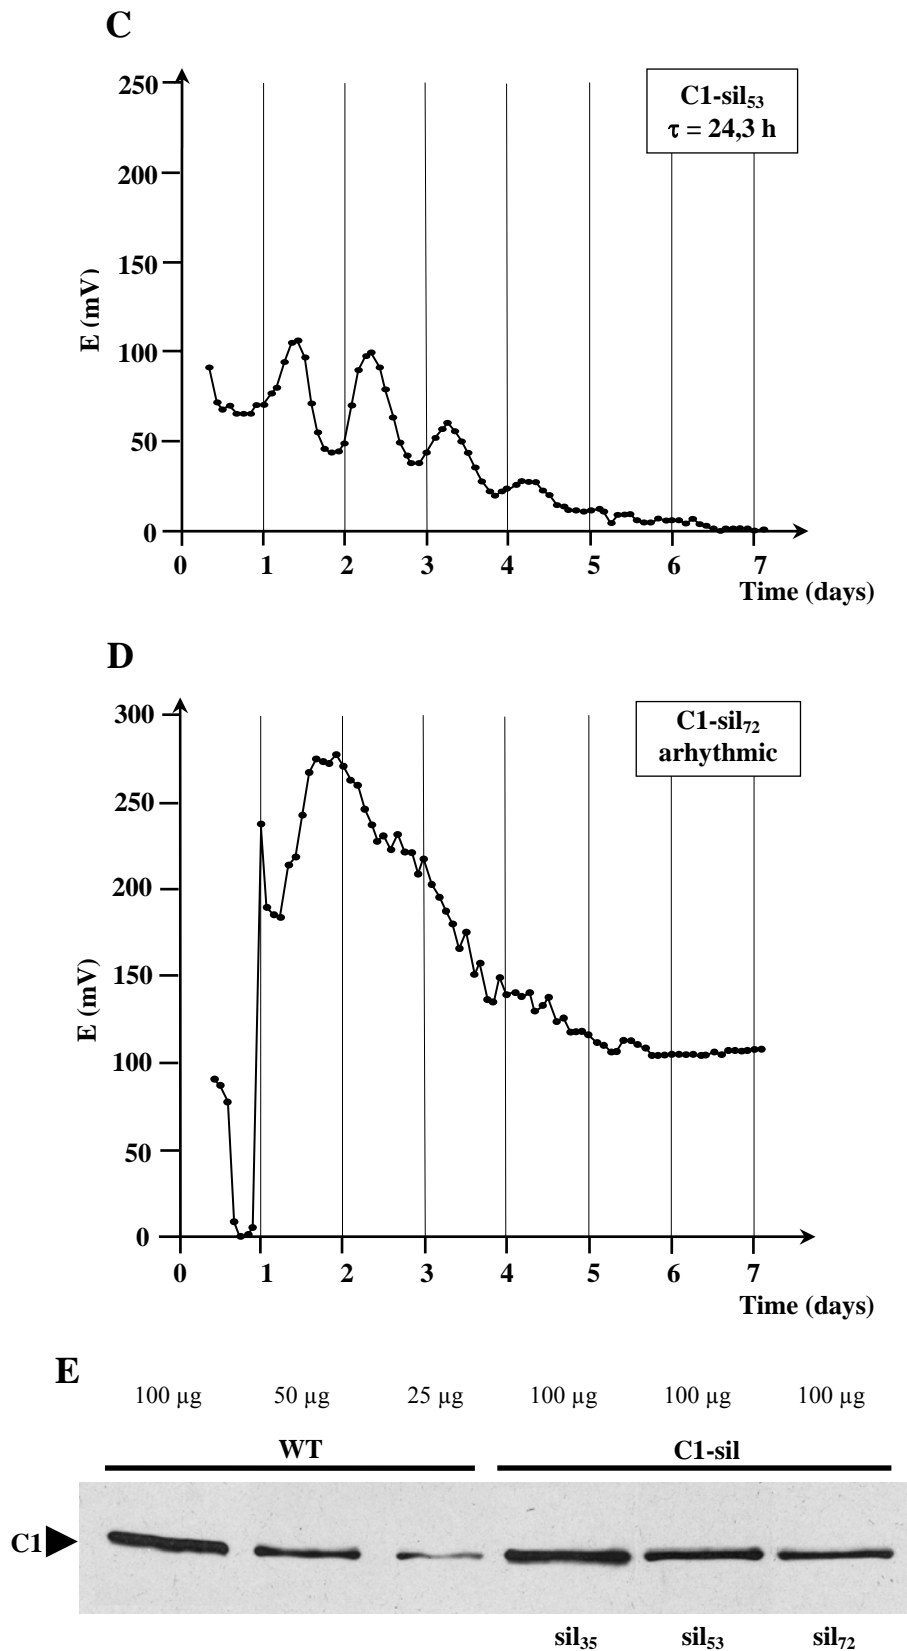 C
250
200
150
100
50
0
E (mV)
C1-sil₅₃
τ = 24,3 h
0 1 2 3 4 5 6 7
Time (days)
D
300
250
200
150
100
50
0
E (mV)
C1-sil₇₂
arhythmic
0 1 2 3 4 5 6 7
Time (days)
E
100 µg 50 µg 25 µg 100 µg 100 µg 100 µg
WT C1-sil
C1
sil₃₅ sil₅₃ sil₇₂